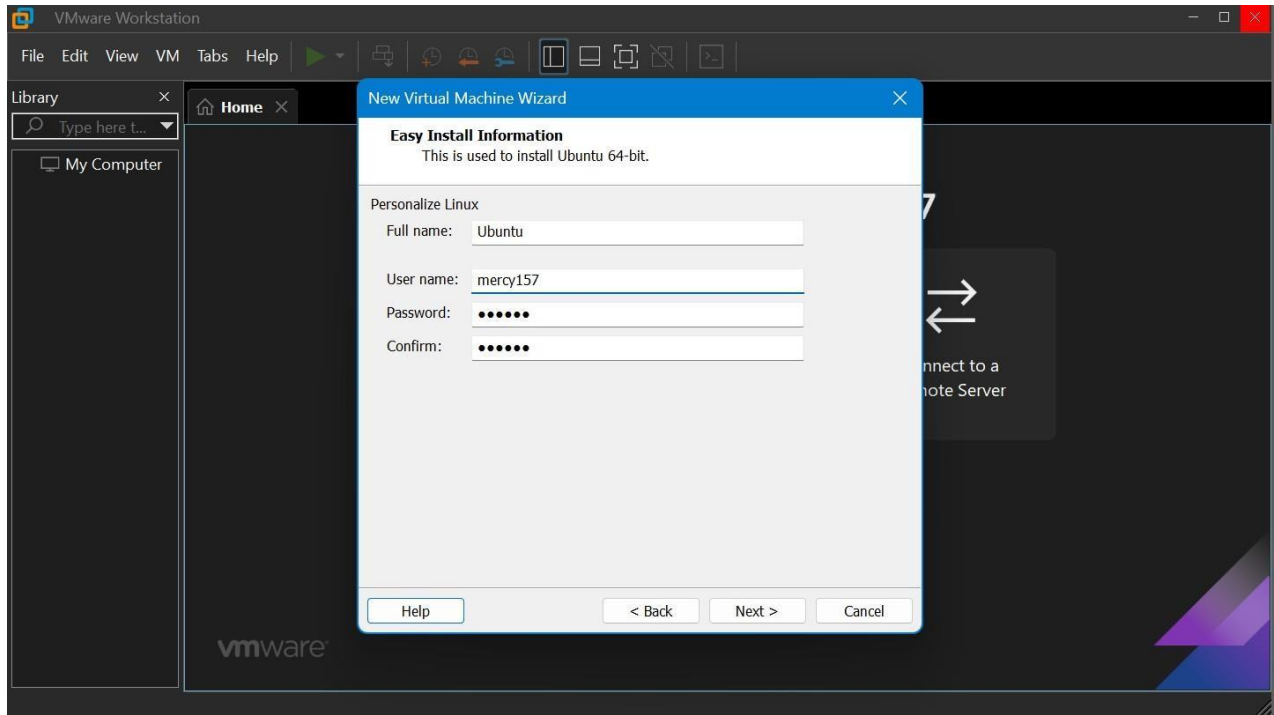 VMware Workstation
File Edit View VM Tabs Help
Library
Type here t...
My Computer
Home
New Virtual Machine Wizard
Easy Install Information
This is used to install Ubuntu 64-bit.
Personalize Linux
Full name: Ubuntu
User name: mercy157
Password: ●●●●●●
Confirm: ●●●●●●
Help < Back Next > Cancel
7
nnect to a
ote Server
vmware